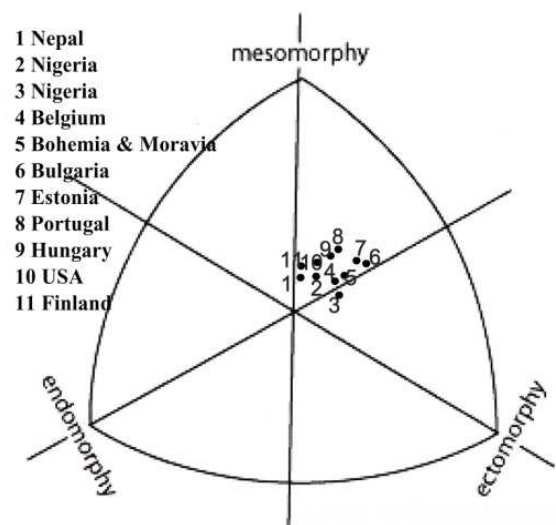 1 Nepal
2 Nigeria
3 Nigeria
4 Belgium
5 Bohemia & Moravia
6 Bulgaria
7 Estonia
8 Portugal
9 Hungary
10 USA
11 Finland
mesomorphy
8
9
7
11
10
6
4
5
1
2
3
endomorphy
ectomorphy